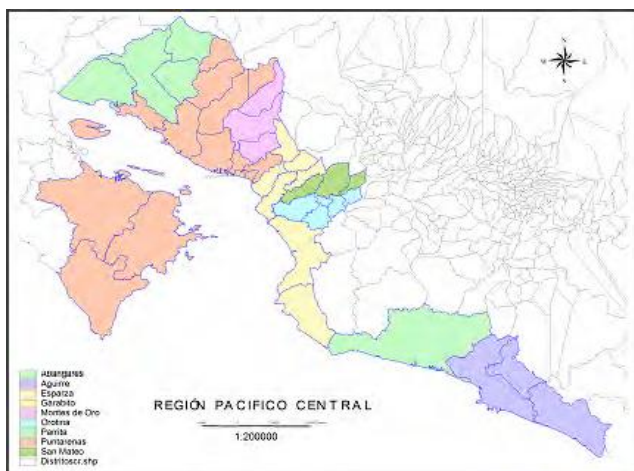 N
S
Abangares
Aguirre
Esparza
Garabito
Montes de Oro
Orotina
Parrita
Puntarenas
San Mateo
Distritoscr.shp
REGIÓN PACIFICO CENTRAL
1:200000